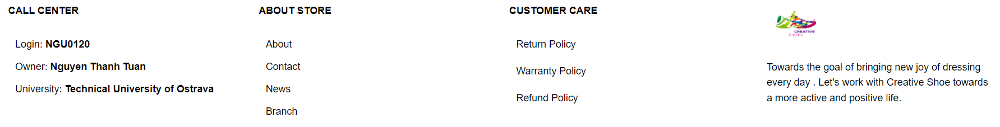 CALL CENTER
Login: NGU0120
Owner: Nguyen Thanh Tuan
University: Technical University of Ostrava
ABOUT STORE
About
Contact
News
Branch
CUSTOMER CARE
Return Policy
Warranty Policy
Refund Policy
CREATIVE
SHOES
Towards the goal of bringing new joy of dressing
every day . Let's work with Creative Shoe towards
a more active and positive life.